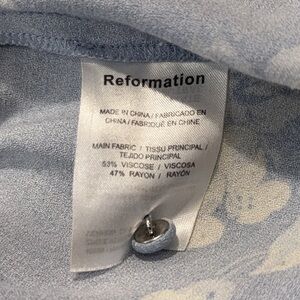 Reformation
MADE IN CHINA / FABRICADO EN
CHINA / FABRIQUÉ EN CHINE
MAIN FABRIC / TISSU PRINCIPAL /
TEJIDO PRINCIPAL
53% VISCOSE / VISCOSA
47% RAYON / RAYÓN